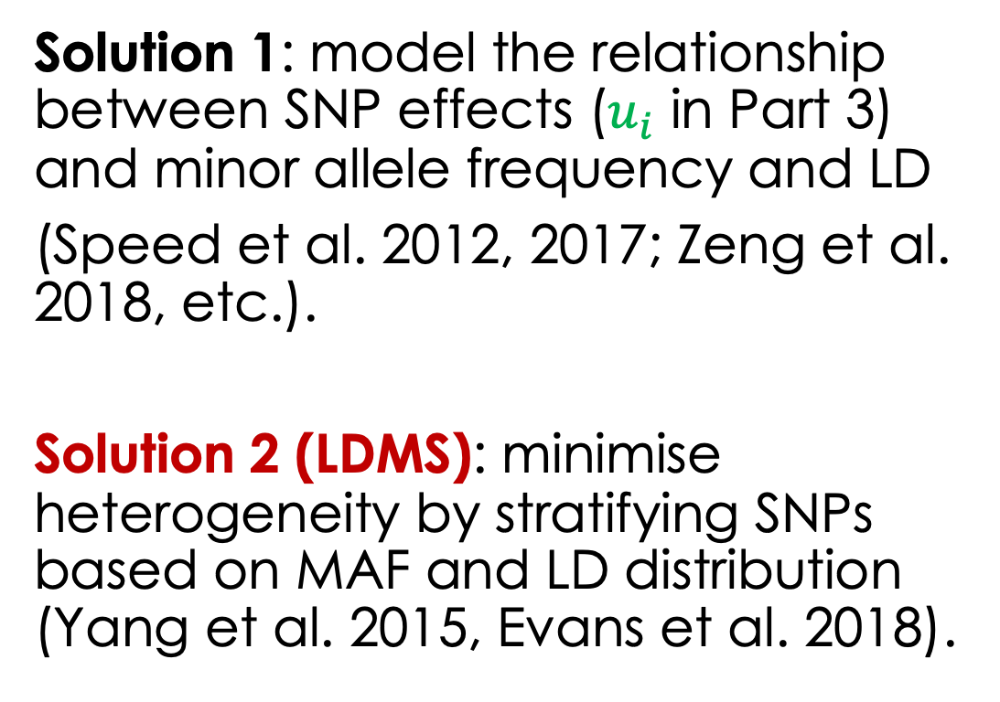 Solution 1: model the relationship
between SNP effects (uᵢ in Part 3)
and minor allele frequency and LD
(Speed et al. 2012, 2017; Zeng et al.
2018, etc.).
Solution 2 (LDMS): minimise
heterogeneity by stratifying SNPs
based on MAF and LD distribution
(Yang et al. 2015, Evans et al. 2018).